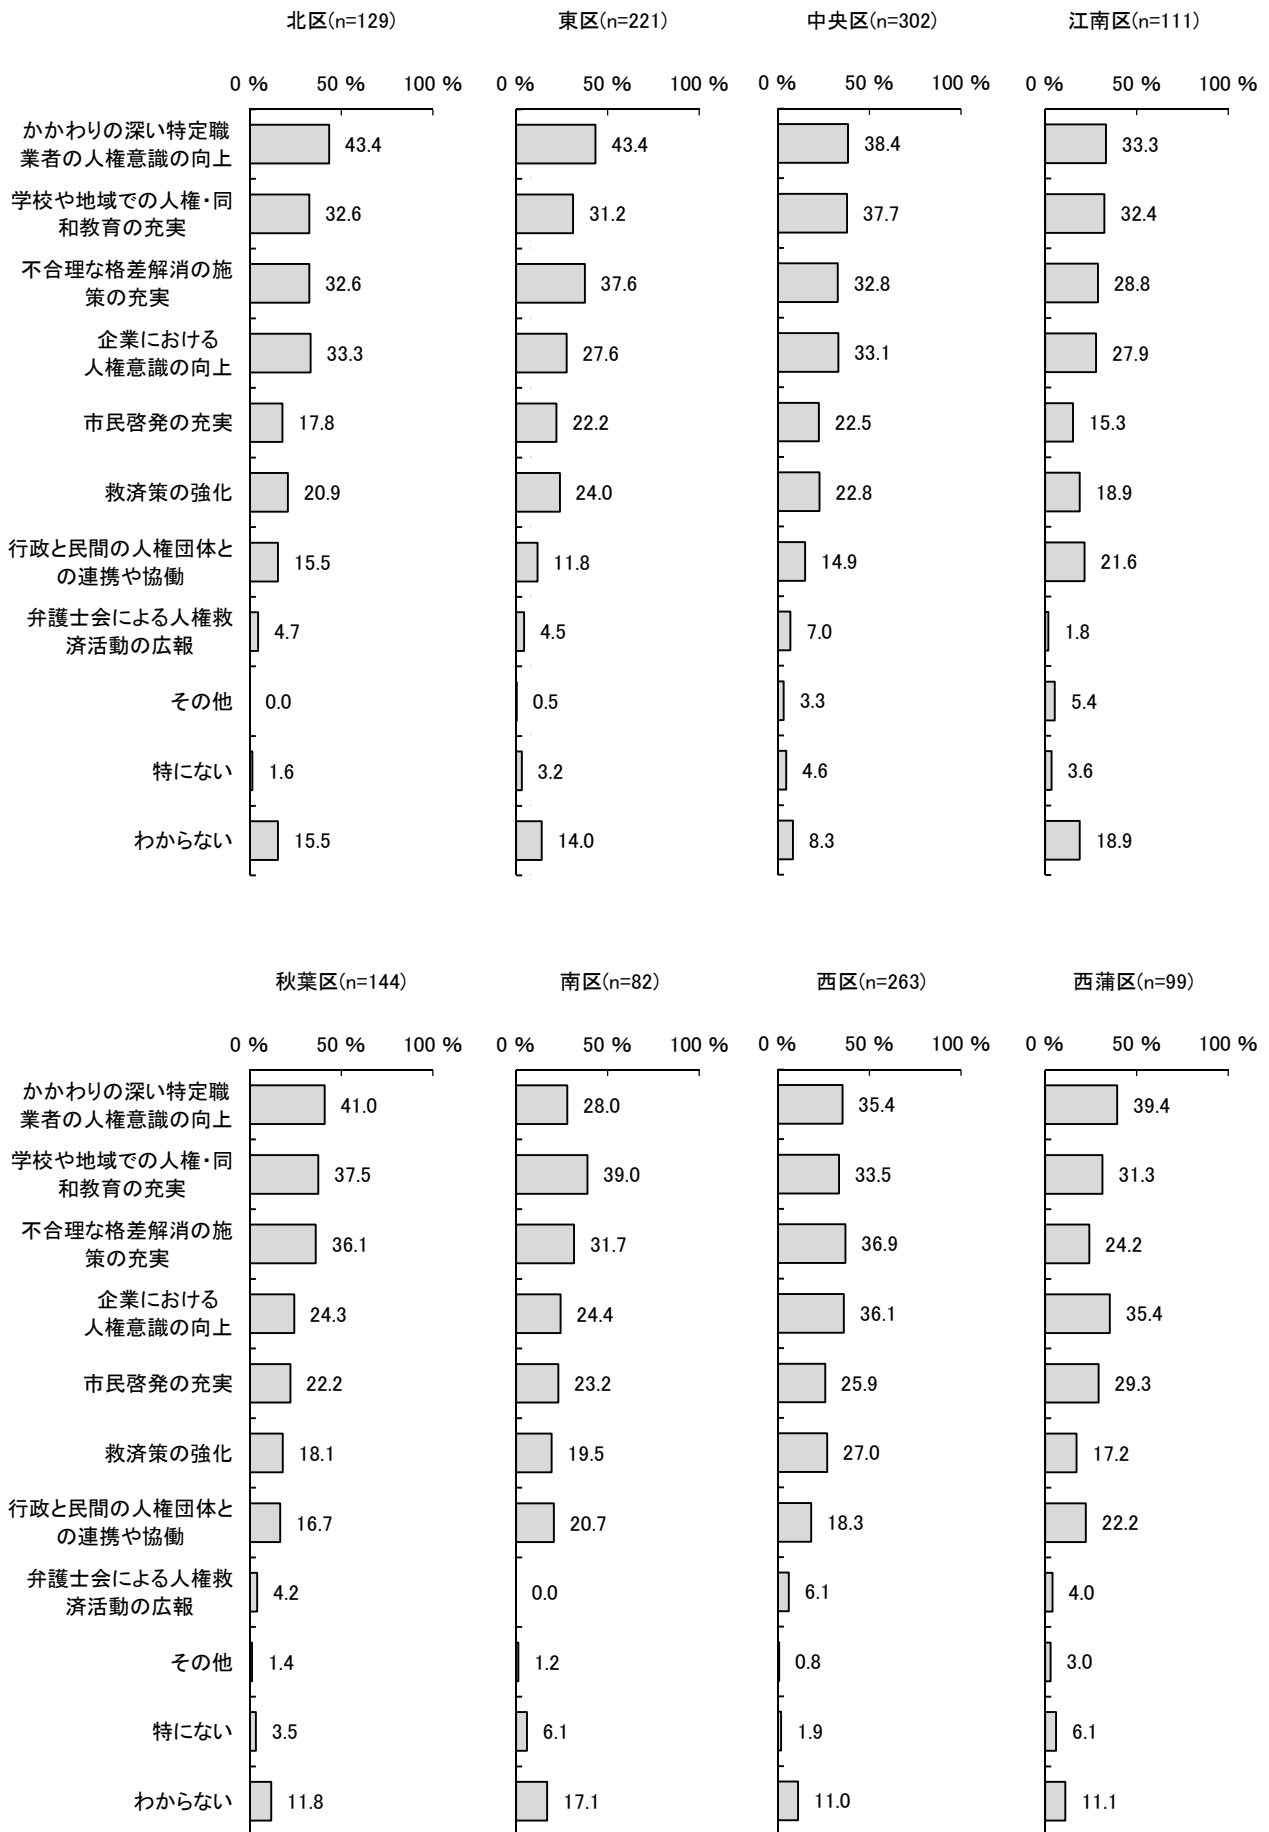 北区(n=129) 東区(n=221) 中央区(n=302) 江南区(n=111)
0 % 50 % 100 % 0 % 50 % 100 % 0 % 50 % 100 % 0 % 50 % 100 %
かかわりの深い特定職
業者の人権意識の向上
43.4 43.4 38.4 33.3
学校や地域での人権・同
和教育の充実
32.6 31.2 37.7 32.4
不合理な格差解消の施
策の充実
32.6 37.6 32.8 28.8
企業における
人権意識の向上
33.3 27.6 33.1 27.9
市民啓発の充実 17.8 22.2 22.5 15.3
救済策の強化 20.9 24.0 22.8 18.9
行政と民間の人権団体と
の連携や協働
15.5 11.8 14.9 21.6
弁護士会による人権救
済活動の広報
4.7 4.5 7.0 1.8
その他 0.0 0.5 3.3 5.4
特にない 1.6 3.2 4.6 3.6
わからない 15.5 14.0 8.3 18.9
秋葉区(n=144) 南区(n=82) 西区(n=263) 西蒲区(n=99)
0 % 50 % 100 % 0 % 50 % 100 % 0 % 50 % 100 % 0 % 50 % 100 %
かかわりの深い特定職
業者の人権意識の向上
41.0 28.0 35.4 39.4
学校や地域での人権・同
和教育の充実
37.5 39.0 33.5 31.3
不合理な格差解消の施
策の充実
36.1 31.7 36.9 24.2
企業における
人権意識の向上
24.3 24.4 36.1 35.4
市民啓発の充実 22.2 23.2 25.9 29.3
救済策の強化 18.1 19.5 27.0 17.2
行政と民間の人権団体と
の連携や協働
16.7 20.7 18.3 22.2
弁護士会による人権救
済活動の広報
4.2 0.0 6.1 4.0
その他 1.4 1.2 0.8 3.0
特にない 3.5 6.1 1.9 6.1
わからない 11.8 17.1 11.0 11.1